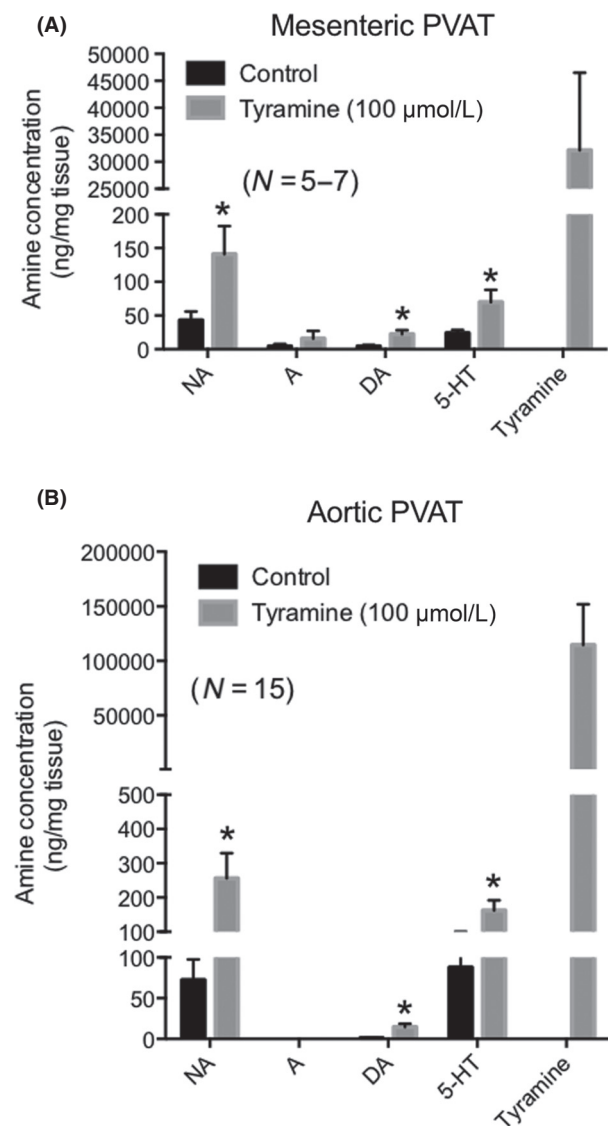 (A)
Mesenteric PVAT
Amine concentration
(ng/mg tissue)
50000
45000
40000
35000
30000
25000
200
150
100
50
0
Control
Tyramine (100 μmol/L)
(N = 5–7)
*
*
*
NA
A
DA
5-HT
Tyramine
(B)
Aortic PVAT
Amine concentration
(ng/mg tissue)
200000
150000
100000
50000
500
400
300
200
100
100
50
0
Control
Tyramine (100 μmol/L)
(N = 15)
*
*
*
NA
A
DA
5-HT
Tyramine